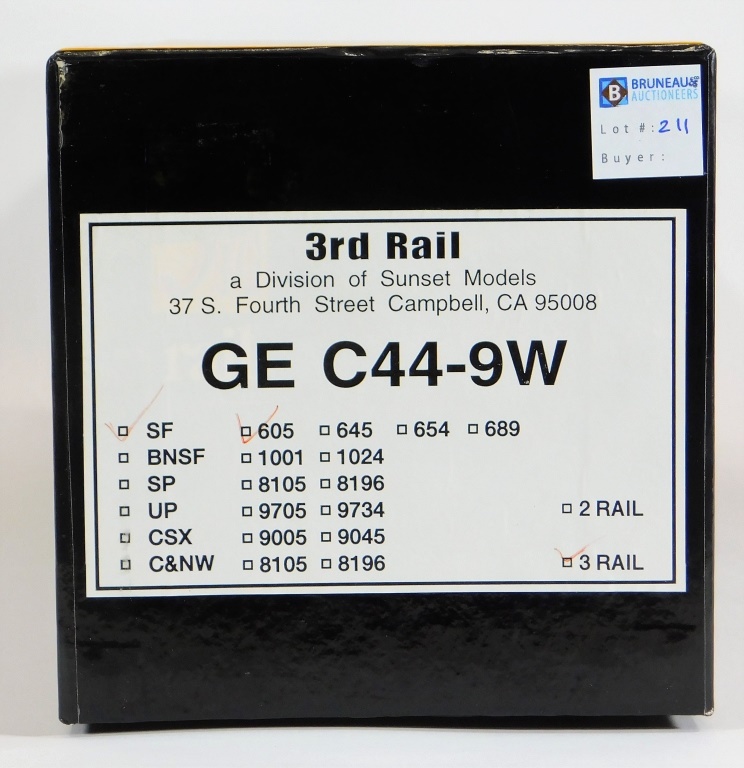 BRUNEAU&
B AUCTIONEERS
Lot #: 211
Buyer:
3rd Rail
a Division of Sunset Models
37 S. Fourth Street Campbell, CA 95008
GE C44-9W
SF 605 645 654 689
BNSF 1001 1024
SP 8105 8196
UP 9705 9734 2 RAIL
CSX 9005 9045
C&NW 8105 8196 3 RAIL